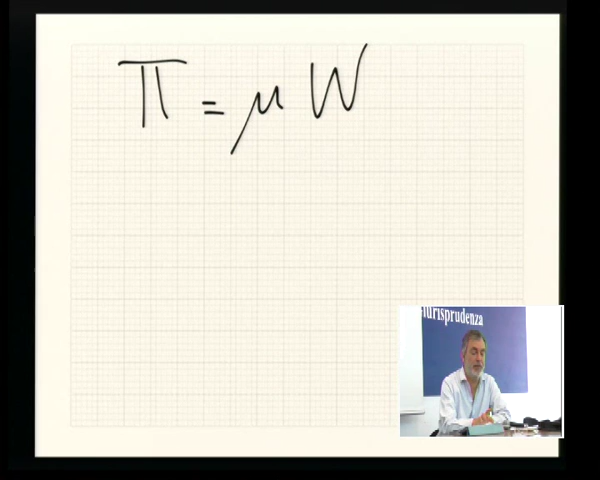 Π = μ W
iurisprudenza